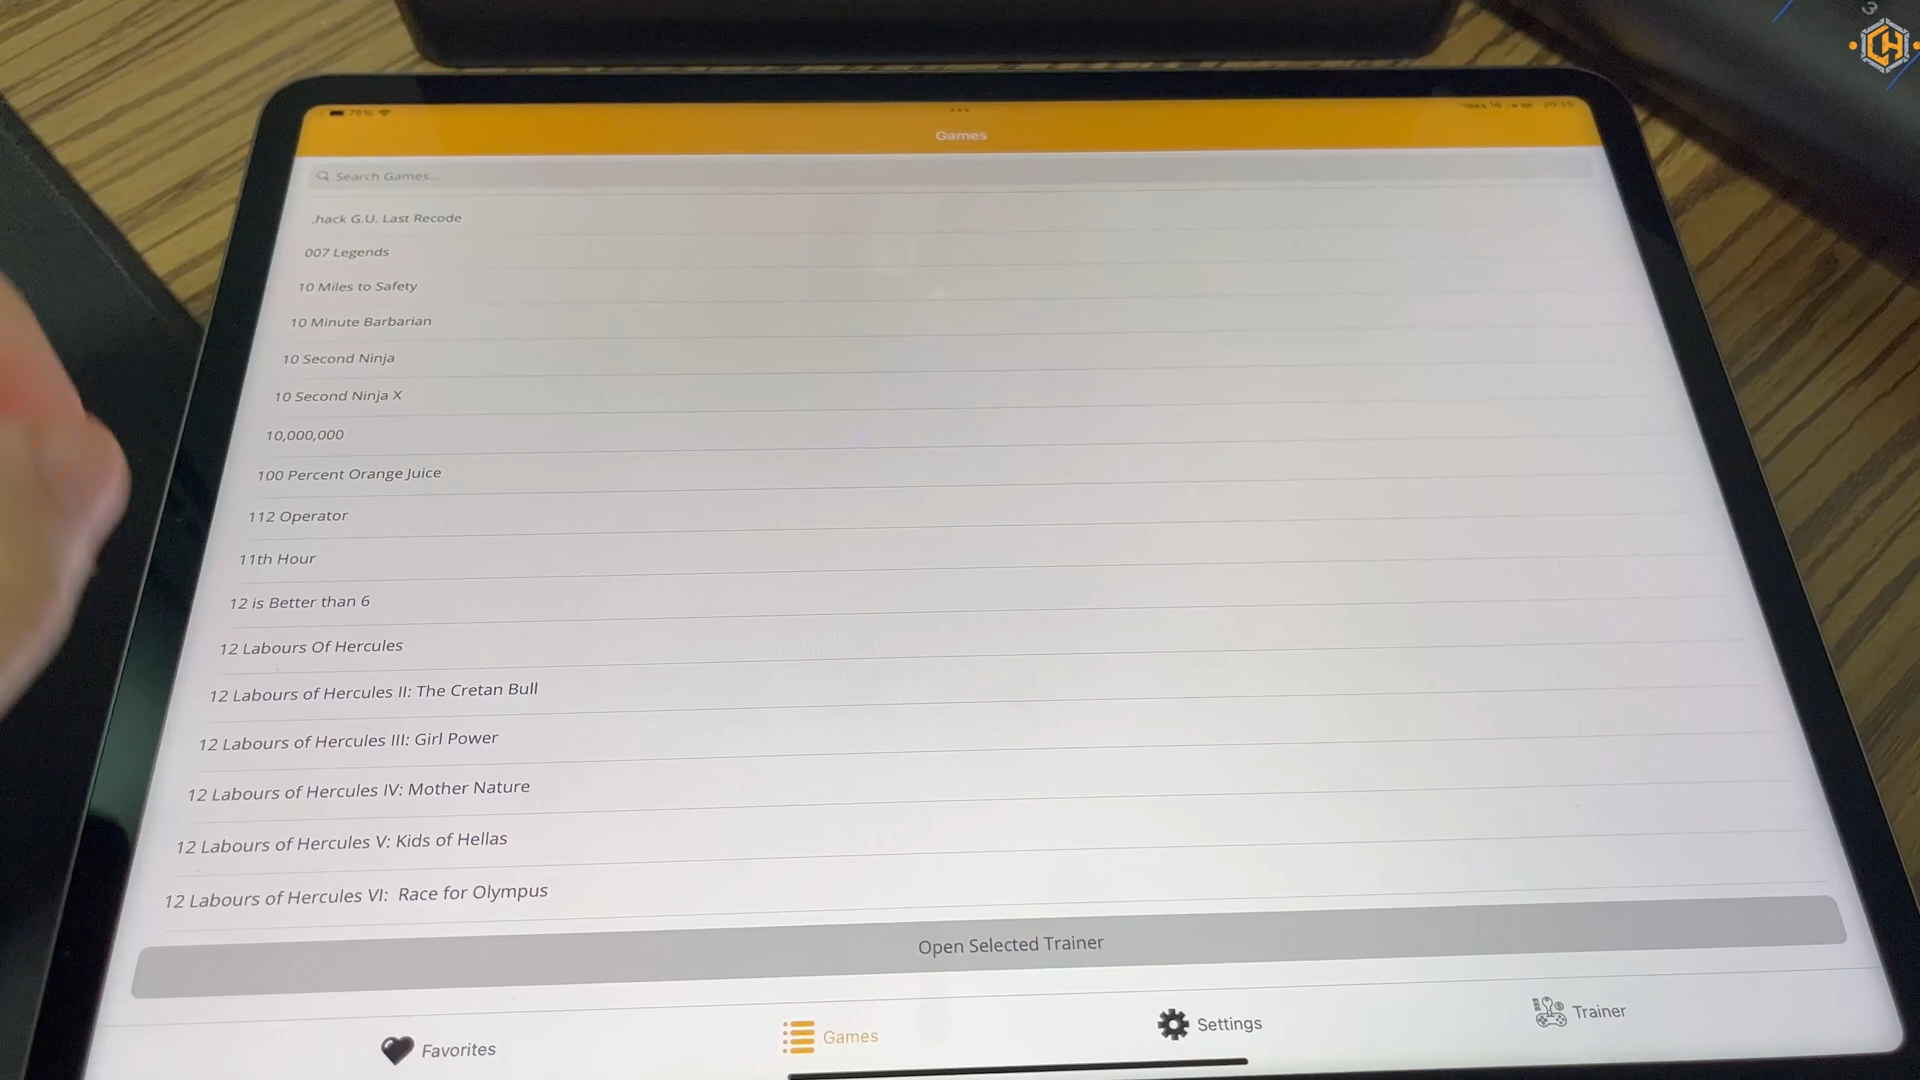 75%
Games
Search Games...
.hack G.U. Last Recode
007 Legends
10 Miles to Safety
10 Minute Barbarian
10 Second Ninja
10 Second Ninja X
10,000,000
100 Percent Orange Juice
112 Operator
11th Hour
12 is Better than 6
12 Labours Of Hercules
12 Labours of Hercules II: The Cretan Bull
12 Labours of Hercules III: Girl Power
12 Labours of Hercules IV: Mother Nature
12 Labours of Hercules V: Kids of Hellas
12 Labours of Hercules VI: Race for Olympus
Open Selected Trainer
Favorites
Games
Settings
Trainer
CH
3